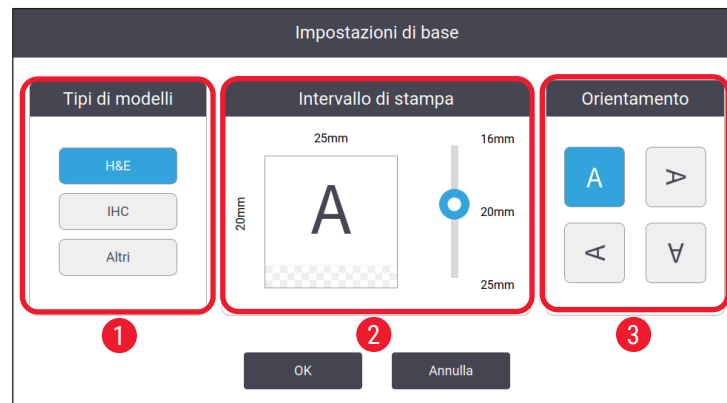 Impostazioni di base
Tipi di modelli
H&E
IHC
Altri
1
Intervallo di stampa
25mm
20mm
A
16mm
20mm
25mm
2
Orientamento
A
A
A
A
3
OK
Annulla